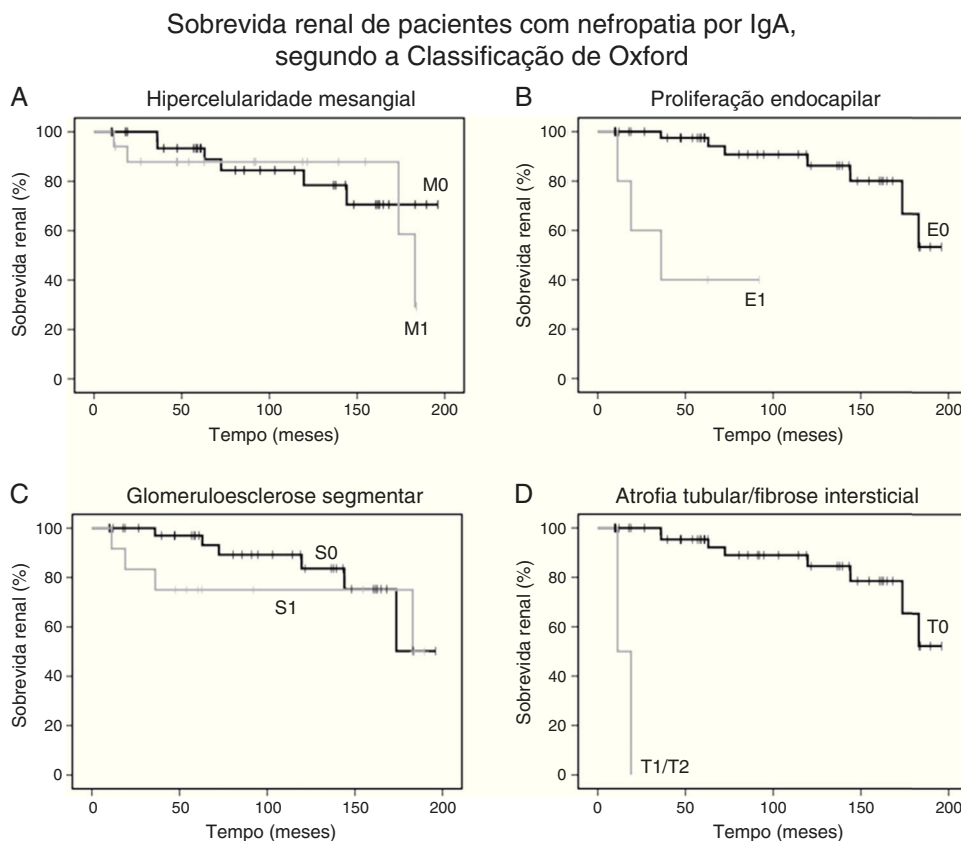 Sobrevida renal de pacientes com nefropatia por IgA,
segundo a Classificação de Oxford
A
Hipercelularidade mesangial
Sobrevida renal (%)
100
80
60
40
80
0
M0
M1
0
50
100
150
200
Tempo (meses)
B
Proliferação endocapilar
Sobrevida renal (%)
100
80
60
40
80
0
E0
E1
0
50
100
150
200
Tempo (meses)
C
Glomeruloesclerose segmentar
Sobrevida renal (%)
100
80
60
80
40
0
S0
S1
0
50
100
150
200
Tempo (meses)
D
Atrofia tubular/fibrose intersticial
Sobrevida renal (%)
100
80
60
80
40
0
T0
T1/T2
0
50
100
150
200
Tempo (meses)